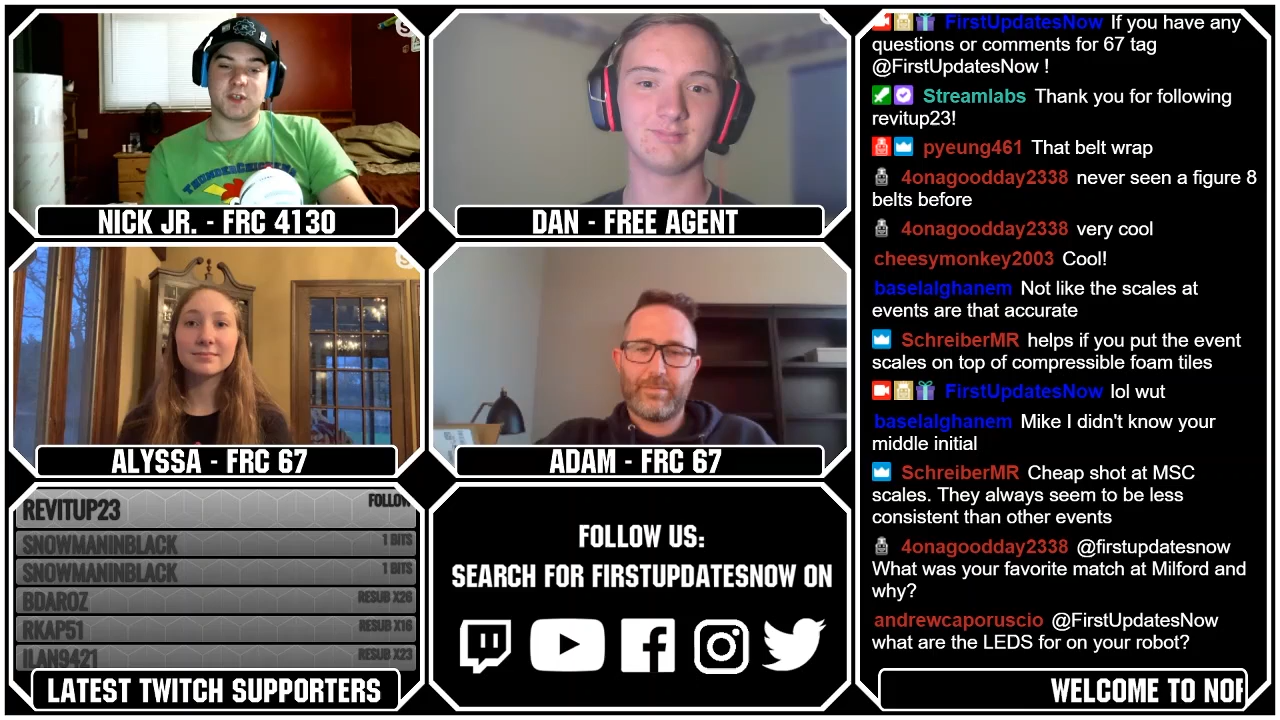 NICK JR. - FRC 4130
DAN - FREE AGENT
ALYSSA - FRC 67
ADAM - FRC 67
REVITUP23 FOLLOW
SNOWMANINBLACK 1 BITS
SNOWMANINBLACK 1 BITS
BDAROZ RESUB X26
RKAP51 RESUB X16
ILAN9421 RESUB X23
LATEST TWITCH SUPPORTERS
FOLLOW US:
SEARCH FOR FIRSTUPDATESNOW ON
FirstUpdatesNow If you have any
questions or comments for 67 tag
@FirstUpdatesNow !
Streamlabs Thank you for following
revitup23!
pyeung461 That belt wrap
4onagoodday2338 never seen a figure 8
belts before
4onagoodday2338 very cool
cheesymonkey2003 Cool!
baselalghanem Not like the scales at
events are that accurate
SchreiberMR helps if you put the event
scales on top of compressible foam tiles
FirstUpdatesNow lol wut
baselalghanem Mike I didn't know your
middle initial
SchreiberMR Cheap shot at MSC
scales. They always seem to be less
consistent than other events
4onagoodday2338 @firstupdatesnow
What was your favorite match at Milford and
why?
andrewcaporuscio @FirstUpdatesNow
what are the LEDS for on your robot?
WELCOME TO NOR